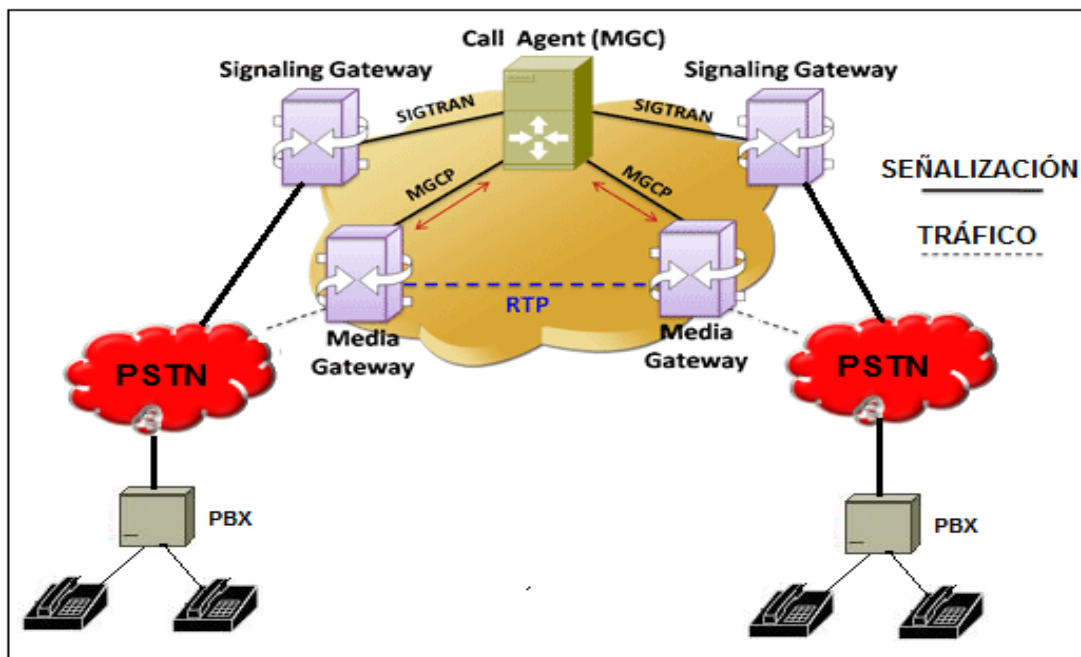 Call Agent (MGC)
Signaling Gateway
Signaling Gateway
SIGTRAN
SIGTRAN
MGCP
MGCP
SEÑALIZACIÓN
TRÁFICO
RTP
Media
Gateway
Media
Gateway
PSTN
PSTN
PBX
PBX